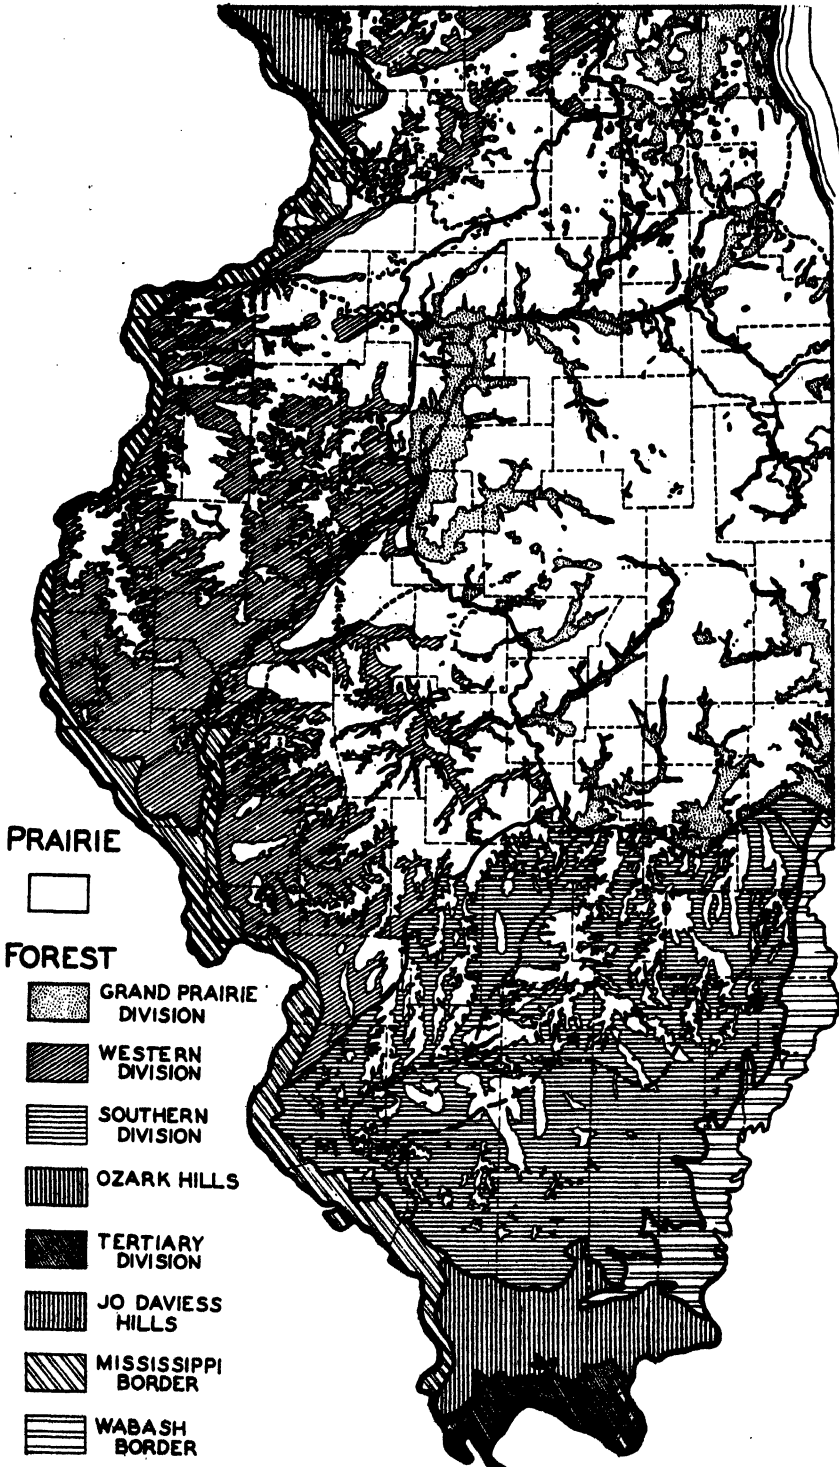 PRAIRIE
FOREST
GRAND PRAIRIE
DIVISION
WESTERN
DIVISION
SOUTHERN
DIVISION
OZARK HILLS
TERTIARY
DIVISION
JO DAVIESS
HILLS
MISSISSIPPI
BORDER
WABASH
BORDER